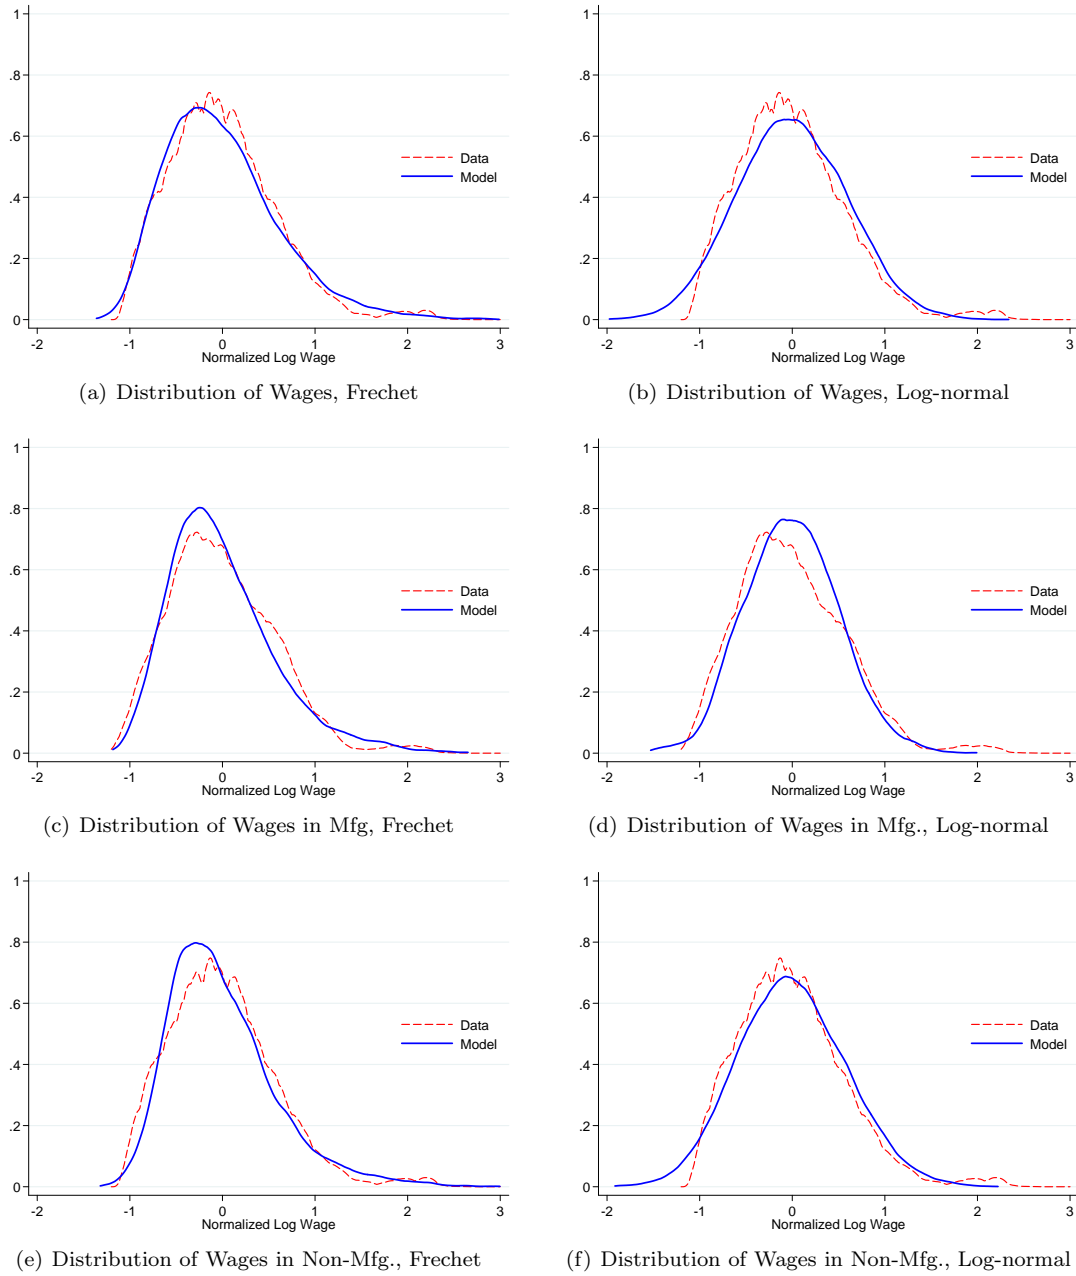 1
.8
.6
.4
.2
0
Data
Model
-2 -1 0 1 2 3
Normalized Log Wage
(a) Distribution of Wages, Frechet
1
.8
.6
.4
.2
0
Data
Model
-2 -1 0 1 2 3
Normalized Log Wage
(b) Distribution of Wages, Log-normal
1
.8
.6
.4
.2
0
Data
Model
-2 -1 0 1 2 3
Normalized Log Wage
(c) Distribution of Wages in Mfg, Frechet
1
.8
.6
.4
.2
0
Data
Model
-2 -1 0 1 2 3
Normalized Log Wage
(d) Distribution of Wages in Mfg., Log-normal
1
.8
.6
.4
.2
0
Data
Model
-2 -1 0 1 2 3
Normalized Log Wage
(e) Distribution of Wages in Non-Mfg., Frechet
1
.8
.6
.4
.2
0
Data
Model
-2 -1 0 1 2 3
Normalized Log Wage
(f) Distribution of Wages in Non-Mfg., Log-normal